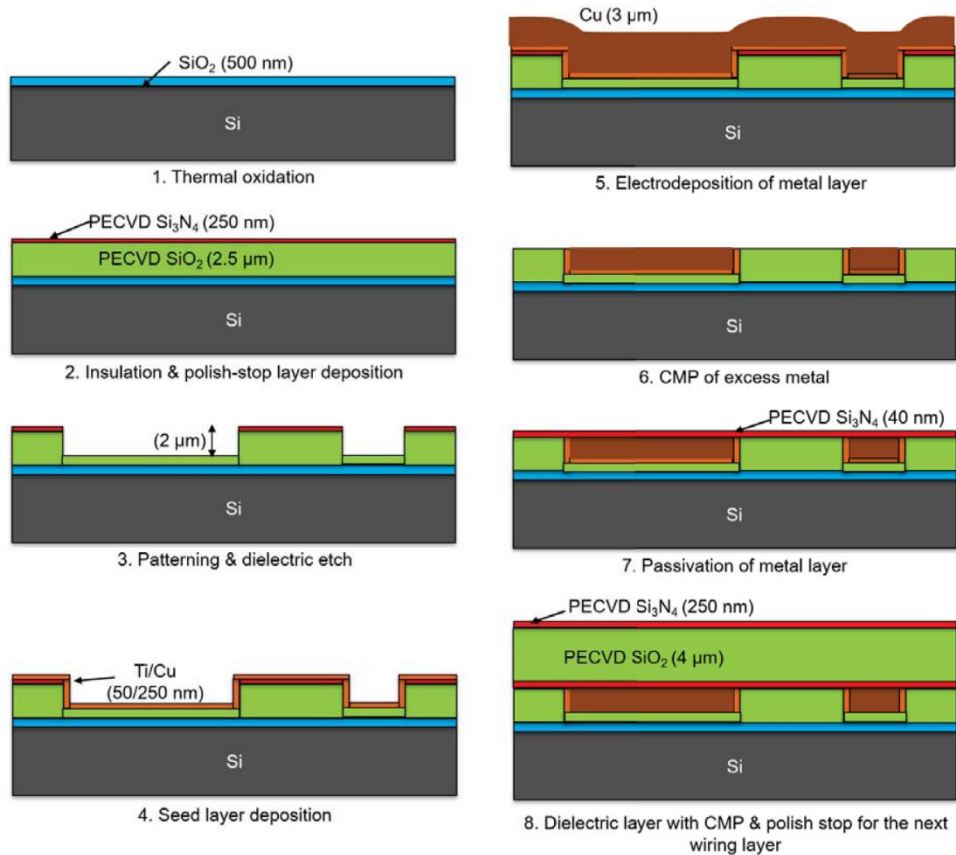 SiO₂ (500 nm)
Si
1. Thermal oxidation
PECVD Si₃N₄ (250 nm)
PECVD SiO₂ (2.5 µm)
Si
2. Insulation & polish-stop layer deposition
(2 µm)
Si
3. Patterning & dielectric etch
Ti/Cu
(50/250 nm)
Si
4. Seed layer deposition
Cu (3 µm)
Si
5. Electrodeposition of metal layer
Si
6. CMP of excess metal
PECVD Si₃N₄ (40 nm)
Si
7. Passivation of metal layer
PECVD Si₃N₄ (250 nm)
PECVD SiO₂ (4 µm)
Si
8. Dielectric layer with CMP & polish stop for the next
wiring layer